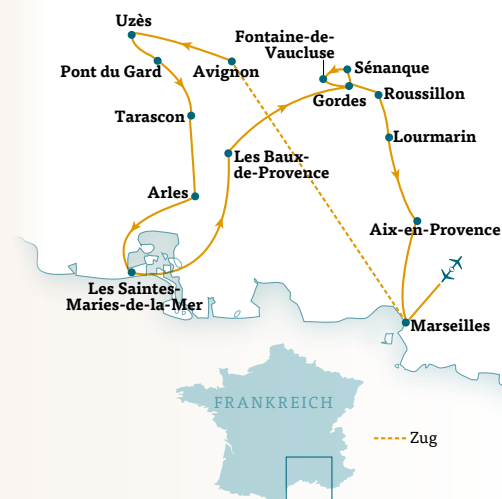 Uzès
Fontaine-de-
Vaucluse
Sénanque
Pont du Gard
Avignon
Gordes
Roussillon
Tarascon
Lourmarin
Les Baux-
de-Provence
Arles
Aix-en-Provence
Les Saintes-
Maries-de-la-Mer
Marseilles
FRANKREICH
Zug